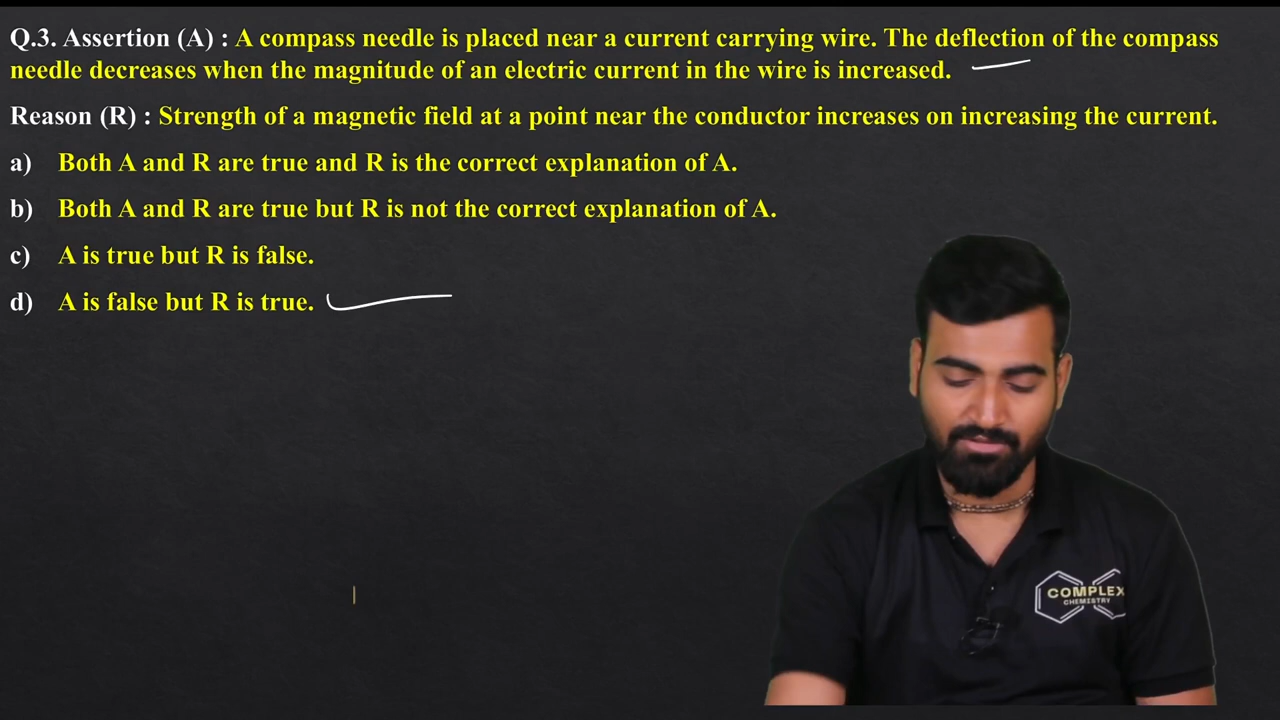 Q.3. Assertion (A) : A compass needle is placed near a current carrying wire. The deflection of the compass
needle decreases when the magnitude of an electric current in the wire is increased.
Reason (R) : Strength of a magnetic field at a point near the conductor increases on increasing the current.
a) Both A and R are true and R is the correct explanation of A.
b) Both A and R are true but R is not the correct explanation of A.
c) A is true but R is false.
d) A is false but R is true.
COMPLEX
CHEMISTRY